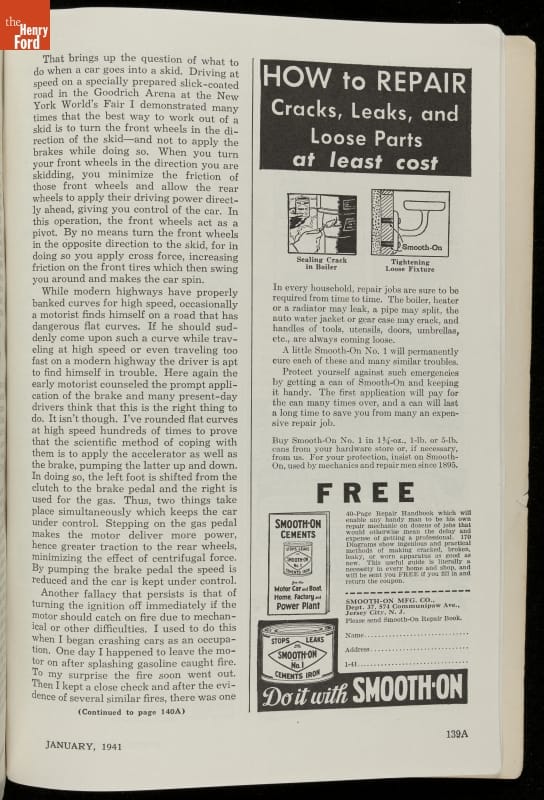 the
Henry
Ford
That brings up the question of what to
do when a car goes into a skid. Driving at
speed on a specially prepared slick-coated
road in the Goodrich Arena at the New
York World's Fair I demonstrated many
times that the best way to work out of a
skid is to turn the front wheels in the di-
rection of the skid—and not to apply the
brakes while doing so. When you turn
your front wheels in the direction you are
skidding, you minimize the friction of
those front wheels and allow the rear
wheels to apply their driving power direct-
ly ahead, giving you control of the car. In
this operation, the front wheels act as a
pivot. By no means turn the front wheels
in the opposite direction to the skid, for in
doing so you apply cross force, increasing
friction on the front tires which then swing
you around and makes the car spin.
While modern highways have properly
banked curves for high speed, occasionally
a motorist finds himself on a road that has
dangerous flat curves. If he should sud-
denly come upon such a curve while trav-
eling at high speed or even traveling too
fast on a modern highway the driver is apt
to find himself in trouble. Here again the
early motorist counseled the prompt appli-
cation of the brake and many present-day
drivers think that this is the right thing to
do. It isn't though. I've rounded flat curves
at high speed hundreds of times to prove
that the scientific method of coping with
them is to apply the accelerator as well as
the brake, pumping the latter up and down.
In doing so, the left foot is shifted from the
clutch to the brake pedal and the right is
used for the gas. Thus, two things take
place simultaneously which keeps the car
under control. Stepping on the gas pedal
makes the motor deliver more power,
hence greater traction to the rear wheels,
minimizing the effect of centrifugal force.
By pumping the brake pedal the speed is
reduced and the car is kept under control.
Another fallacy that persists is that of
turning the ignition off immediately if the
motor should catch on fire due to mechan-
ical or other difficulties. I used to do this
when I began crashing cars as an occupa-
tion. One day I happened to leave the mo-
tor on after splashing gasoline caught fire.
To my surprise the fire soon went out.
Then I kept a close check and after the evi-
dence of several similar fires, there was one
(Continued to page 140A)
HOW to REPAIR
Cracks, Leaks, and
Loose Parts
at least cost
Smooth-On
Sealing Crack
in Boiler
Tightening
Loose Fixture
In every household, repair jobs are sure to be
required from time to time. The boiler, heater
or a radiator may leak, a pipe may split, the
auto water jacket or gear case may crack, and
handles of tools, utensils, doors, umbrellas,
etc., are always coming loose.
A little Smooth-On No. 1 will permanently
cure each of these and many similar troubles.
Protect yourself against such emergencies
by getting a can of Smooth-On and keeping
it handy. The first application will pay for
the can many times over, and a can will last
a long time to save you from many an expen-
sive repair job.
Buy Smooth-On No. 1 in 1¾-oz., 1-lb. or 5-lb.
cans from your hardware store or, if necessary,
from us. For your protection, insist on Smooth-
On, used by mechanics and repair men since 1895.
FREE
40-Page Repair Handbook which will
enable any handy man to be his own
repair mechanic on dozens of jobs that
would otherwise mean the delay and
expense of getting a professional. 170
Diagrams show ingenious and practical
methods of making cracked, broken,
leaky, or worn apparatus as good as
new. This useful guide is literally a
necessity in every home and shop, and
will be sent you FREE if you fill in and
return the coupon.
SMOOTH-ON
CEMENTS
STOPS LEAKS
SMOOTH-ON
No. 1
CEMENTS IRON
for the
Motor Car and Boat,
Home, Factory and
Power Plant
SMOOTH-ON MFG. CO.,
Dept. 37, 574 Communipaw Ave.,
Jersey City, N. J.
Please send Smooth-On Repair Book.
Name
Address
1-41
STOPS LEAKS
SMOOTH-ON
No.1
CEMENTS IRON
Do it with SMOOTH-ON
JANUARY, 1941
139A